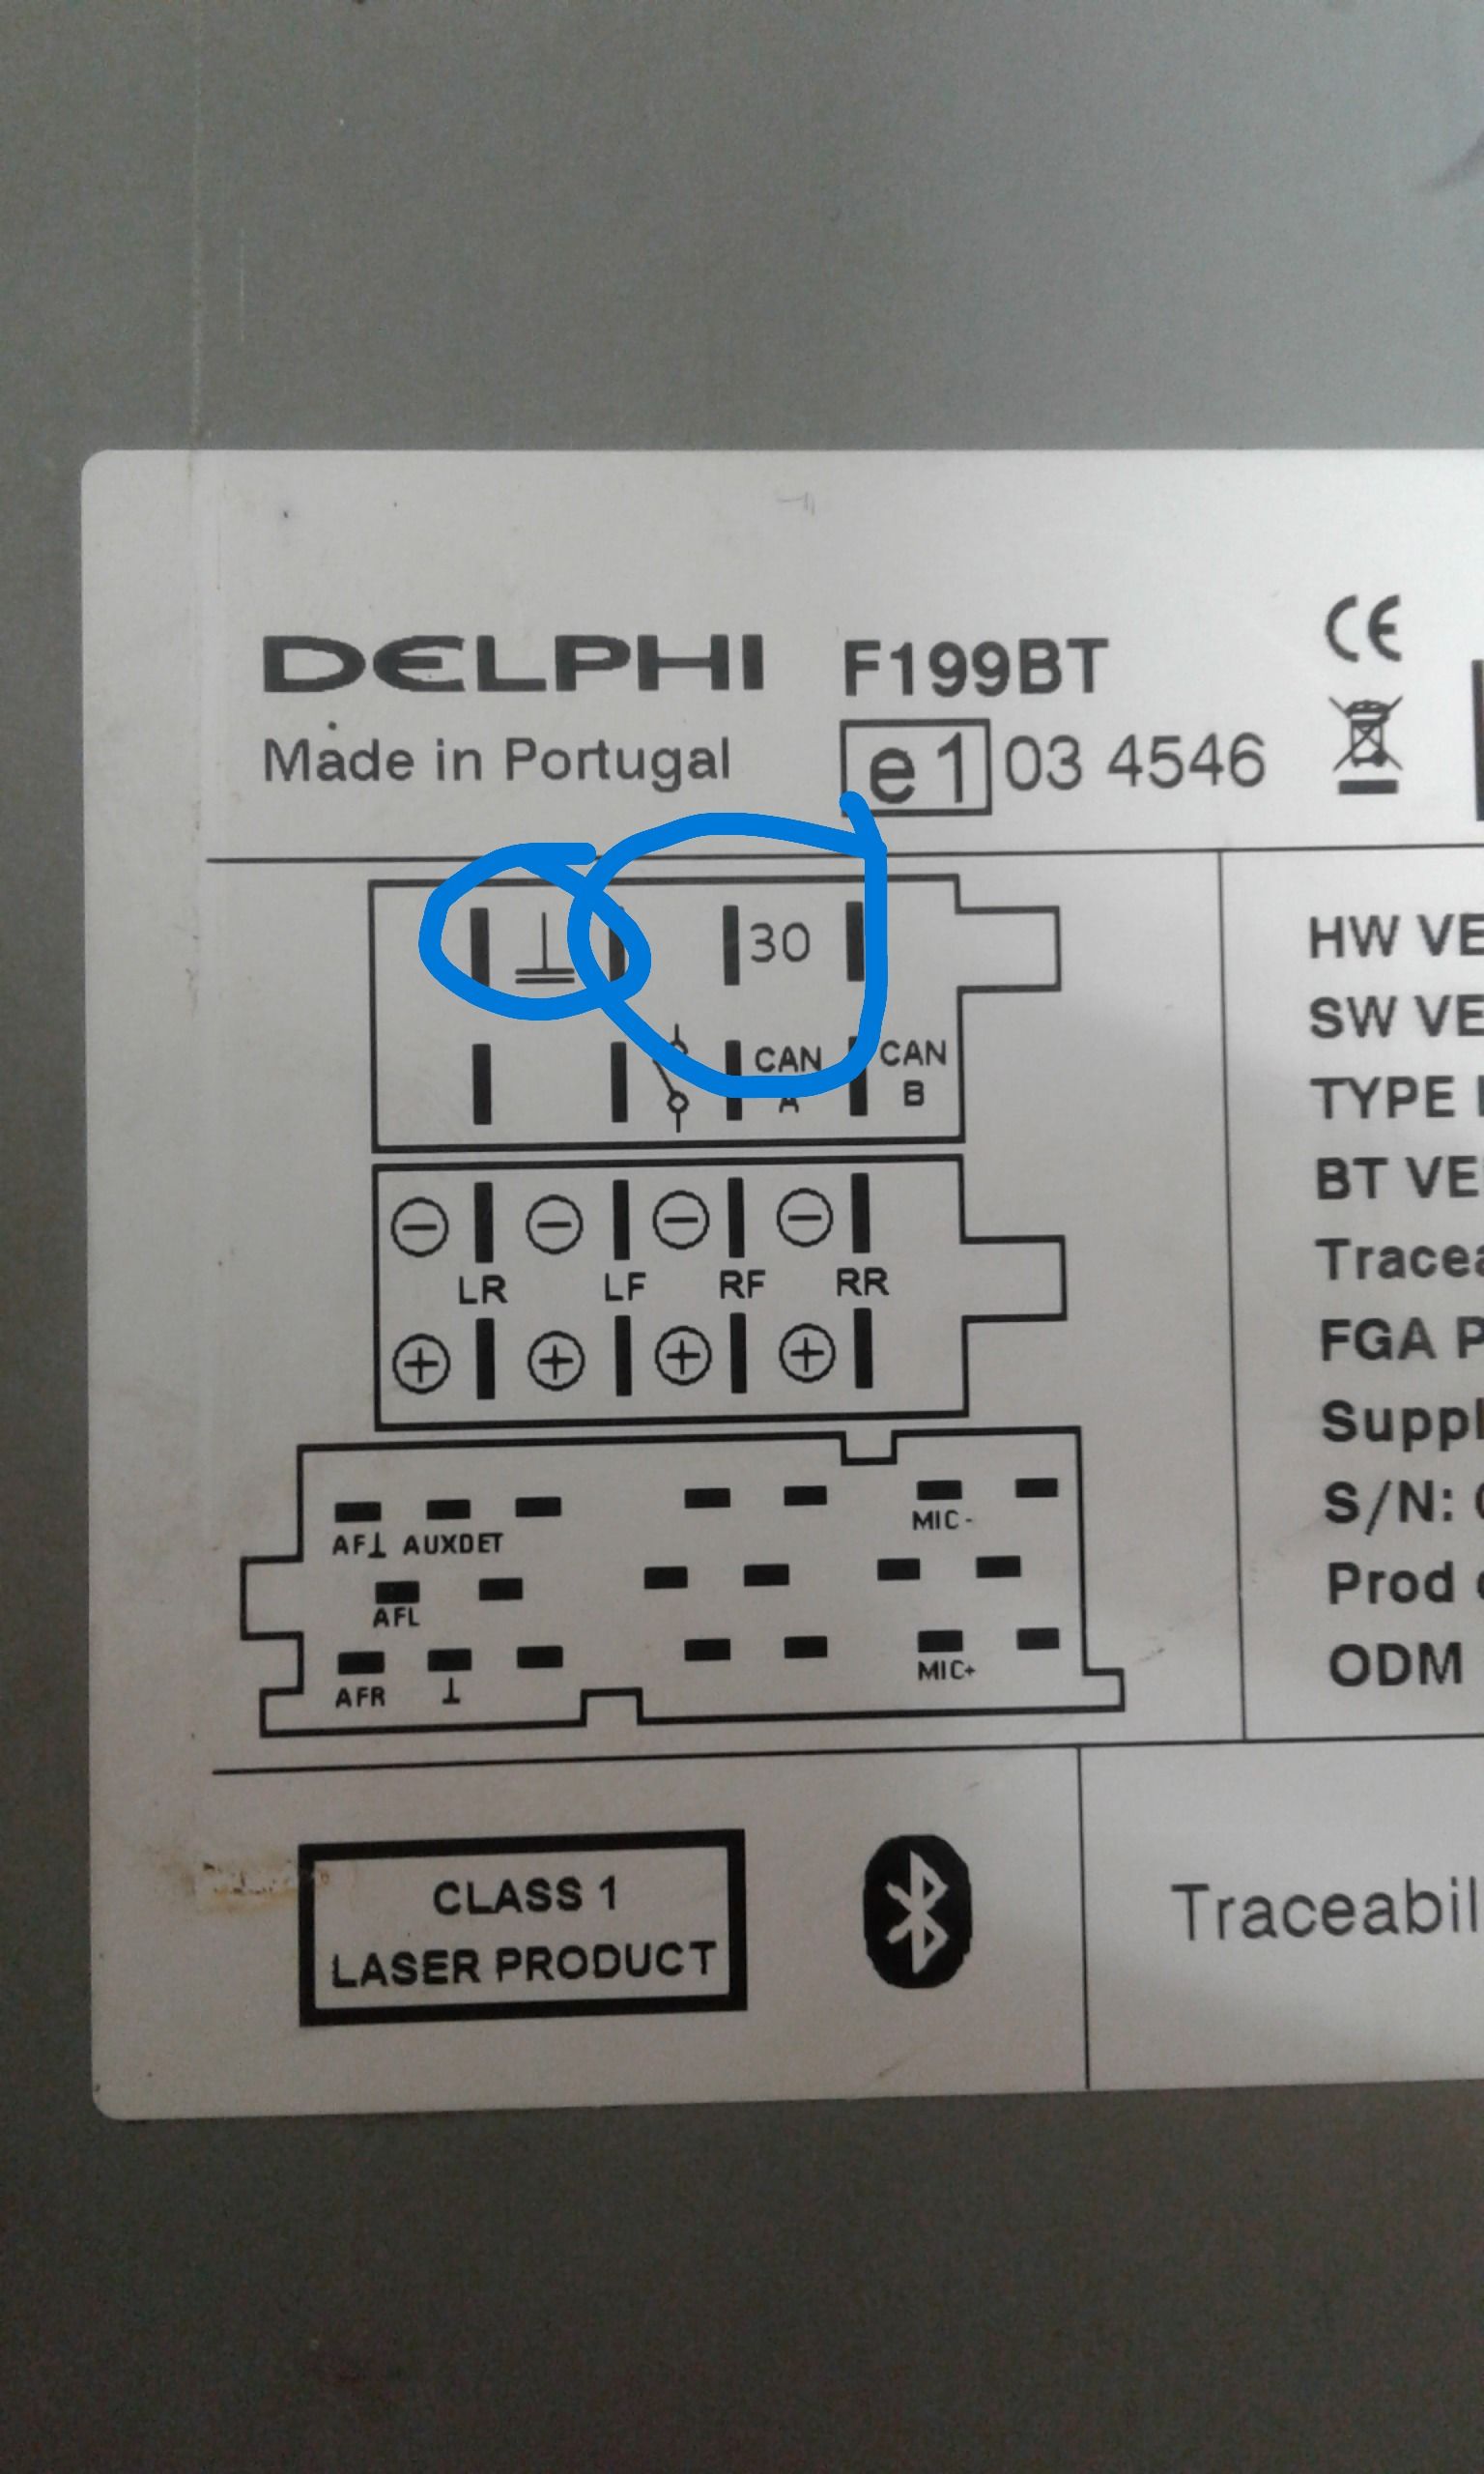 DELPHI F199BT CE
Made in Portugal e1 03 4546
30
CAN CAN
A B
LR LF RF RR
AF AUXDET MIC-
AFL
AFR MIC+
HW VE
SW VE
TYPE
BT VE
Tracea
FGA P
Suppl
S/N:
Prod
ODM
CLASS 1
LASER PRODUCT
Traceabil